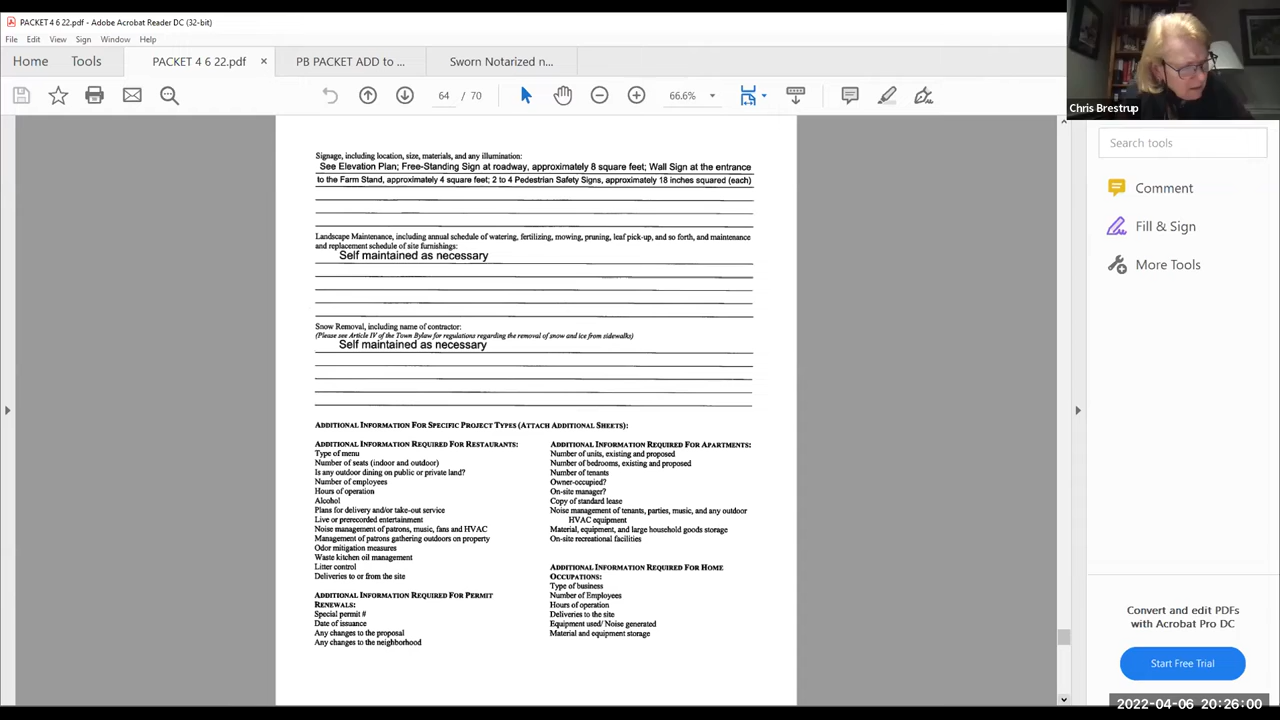 PACKET 4 6 22.pdf - Adobe Acrobat Reader DC (32-bit)
File Edit View Sign Window Help
Home Tools PACKET 4 6 22.pdf × PB PACKET ADD to ... Sworn Notarized n...
64 / 70 66.6%
Chris Brestrup
Signage, including location, size, materials, and any illumination:
See Elevation Plan; Free-Standing Sign at roadway, approximately 8 square feet; Wall Sign at the entrance
to the Farm Stand, approximately 4 square feet; 2 to 4 Pedestrian Safety Signs, approximately 18 inches squared (each)
Landscape Maintenance, including annual schedule of watering, fertilizing, mowing, pruning, leaf pick-up, and so forth, and maintenance
and replacement schedule of site furnishings:
Self maintained as necessary
Snow Removal, including name of contractor:
(Please see Article IV of the Town Bylaw for regulations regarding the removal of snow and ice from sidewalks)
Self maintained as necessary
ADDITIONAL INFORMATION FOR SPECIFIC PROJECT TYPES (ATTACH ADDITIONAL SHEETS):
ADDITIONAL INFORMATION REQUIRED FOR RESTAURANTS:
Type of menu
Number of seats (indoor and outdoor)
Is any outdoor dining on public or private land?
Number of employees
Hours of operation
Alcohol
Plans for delivery and/or take-out service
Live or prerecorded entertainment
Noise management of patrons, music, fans and HVAC
Management of patrons gathering outdoors on property
Odor mitigation measures
Waste kitchen oil management
Litter control
Deliveries to or from the site
ADDITIONAL INFORMATION REQUIRED FOR PERMIT
RENEWALS:
Special permit #
Date of issuance
Any changes to the proposal
Any changes to the neighborhood
ADDITIONAL INFORMATION REQUIRED FOR APARTMENTS:
Number of units, existing and proposed
Number of bedrooms, existing and proposed
Number of tenants
Owner-occupied?
On-site manager?
Copy of standard lease
Noise management of tenants, parties, music, and any outdoor
HVAC equipment
Material, equipment, and large household goods storage
On-site recreational facilities
ADDITIONAL INFORMATION REQUIRED FOR HOME
OCCUPATIONS:
Type of business
Number of Employees
Hours of operation
Deliveries to the site
Equipment used/ Noise generated
Material and equipment storage
Search tools
Comment
Fill & Sign
More Tools
Convert and edit PDFs
with Acrobat Pro DC
Start Free Trial
2022-04-06 20:26:00